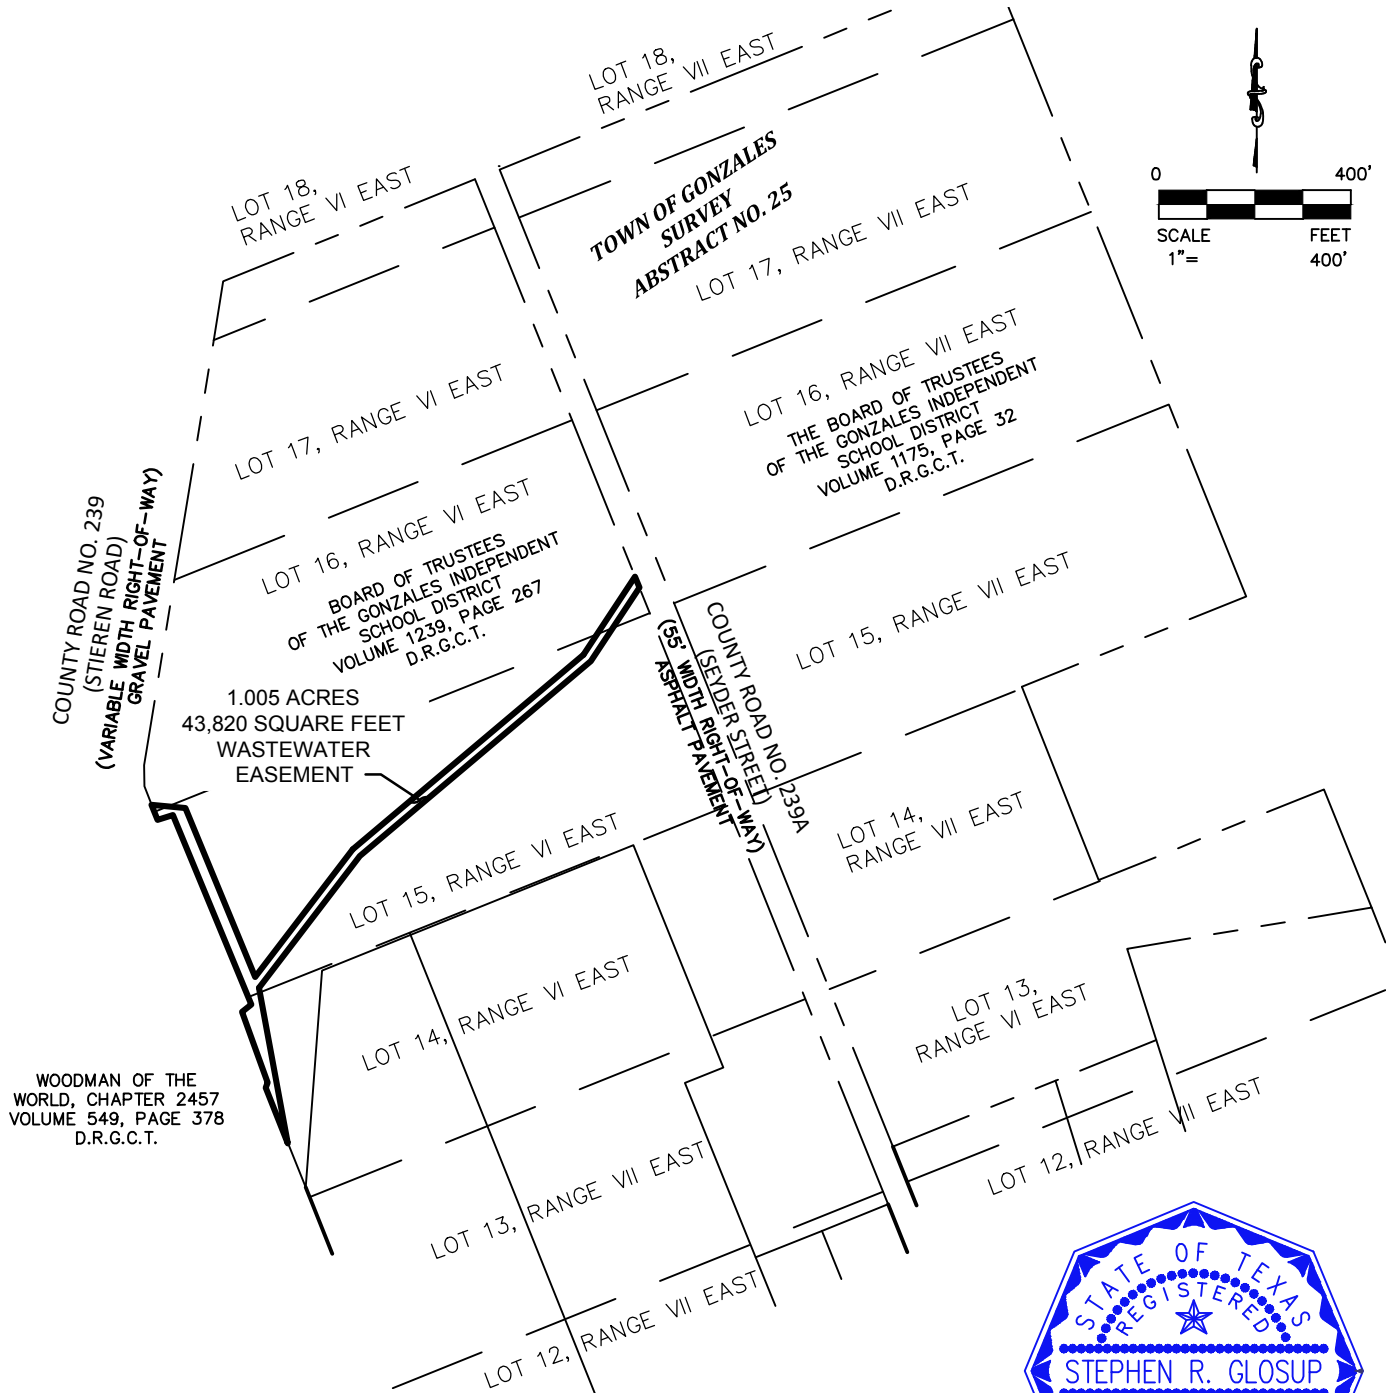 LOT 18,
RANGE VII EAST
LOT 18,
RANGE VI EAST
TOWN OF GONZALES
SURVEY
ABSTRACT NO. 25
0 400'
SCALE FEET
1"= 400'
LOT 17, RANGE VII EAST
LOT 17, RANGE VI EAST
LOT 16, RANGE VII EAST
THE BOARD OF TRUSTEES
OF THE GONZALES INDEPENDENT
SCHOOL DISTRICT
VOLUME 1175, PAGE 32
D.R.G.C.T.
LOT 16, RANGE VI EAST
BOARD OF TRUSTEES
OF THE GONZALES INDEPENDENT
SCHOOL DISTRICT
VOLUME 1239, PAGE 267
D.R.G.C.T.
COUNTY ROAD NO. 239
(STIEREN ROAD)
(VARIABLE WIDTH RIGHT-OF-WAY)
GRAVEL PAVEMENT
1.005 ACRES
43,820 SQUARE FEET
WASTEWATER
EASEMENT
LOT 15, RANGE VII EAST
COUNTY ROAD NO. 239A
(SEYDER STREET)
(55' WIDTH RIGHT-OF-WAY)
ASPHALT PAVEMENT
LOT 15, RANGE VI EAST
LOT 14,
RANGE VII EAST
LOT 14, RANGE VI EAST
LOT 13,
RANGE VI EAST
WOODMAN OF THE
WORLD, CHAPTER 2457
VOLUME 549, PAGE 378
D.R.G.C.T.
LOT 13, RANGE VII EAST
LOT 12, RANGE VII EAST
LOT 12, RANGE VII EAST
STATE OF TEXAS
REGISTERED
STEPHEN R. GLOSUP